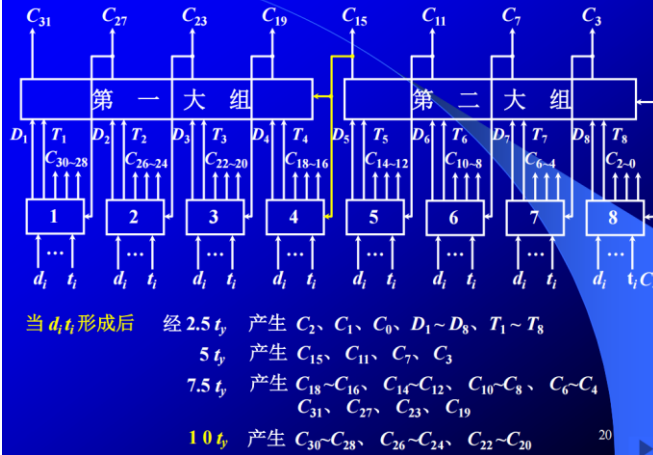 C31 C27 C23 C19 C15 C11 C7 C3
第 一 大 组 第 二 大 组
D1 T1 D2 T2 D3 T3 D4 T4 D5 T5 D6 T6 D7 T7 D8 T8
C30~28 C26~24 C22~20 C18~16 C14~12 C10~8 C6~4 C2~0
1 2 3 4 5 6 7 8
… … … … … … … …
di ti di ti di ti di ti di ti di ti di ti di ti C
当 di ti 形成后 经 2.5 ty 产生 C2、C1、C0、D1 ~ D8、T1 ~ T8
5 ty 产生 C15、C11、C7、C3
7.5 ty 产生 C18~C16、C14~C12、C10~C8、C6~C4
C31、C27、C23、C19
1 0 ty 产生 C30~C28、C26~C24、C22~C20
20